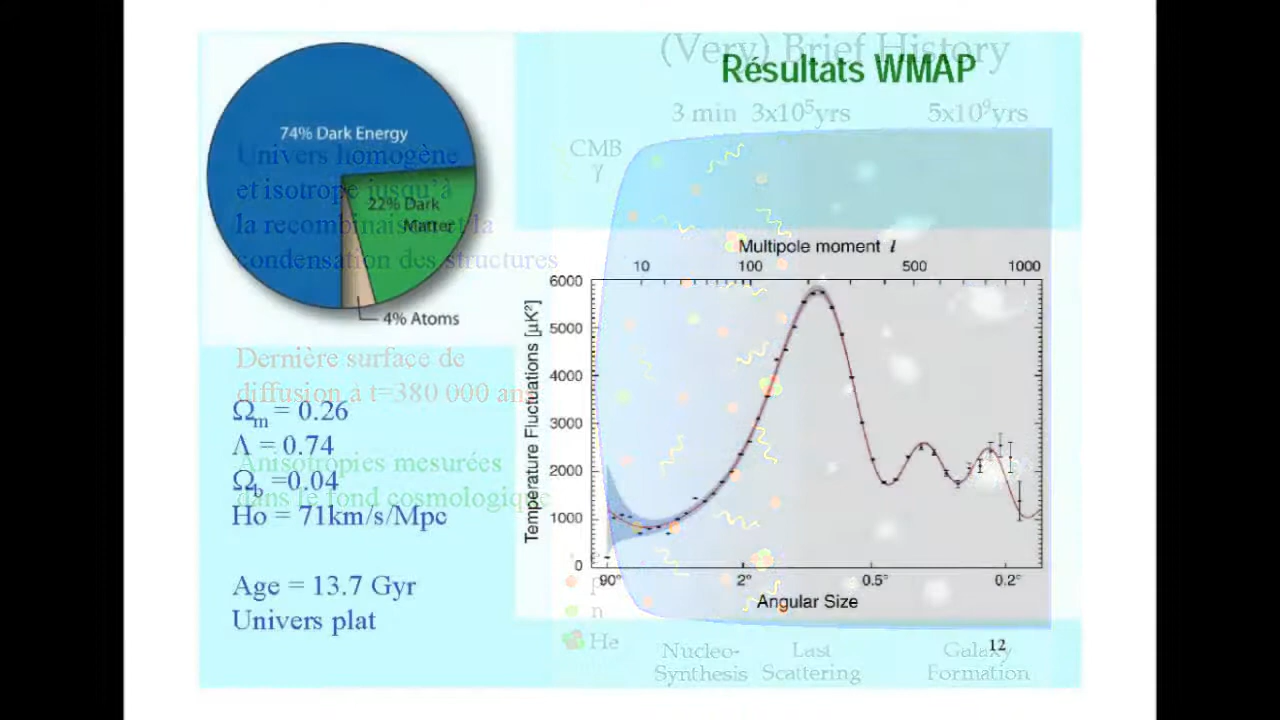 (Very) Brief History
Résultats WMAP
3 min 3x10⁵yrs 5x10⁹yrs
CMB
γ
74% Dark Energy
22% Dark
Matter
4% Atoms
Univers homogène
et isotrope jusqu'à
la recombinaison et la
condensation des structures
Dernière surface de
diffusion à t=380 000 ans
Anisotropies mesurées
dans le fond cosmologique
Ωm = 0.26
Λ = 0.74
Ωb =0.04
Ho = 71km/s/Mpc
Age = 13.7 Gyr
Univers plat
Multipole moment l
10 100 500 1000
Temperature Fluctuations [µK²]
6000
5000
4000
3000
2000
1000
0
90° 2° 0.5° 0.2°
Angular Size
n
He
Nucleo-
Synthesis
Last
Scattering
Galaxy
Formation
12